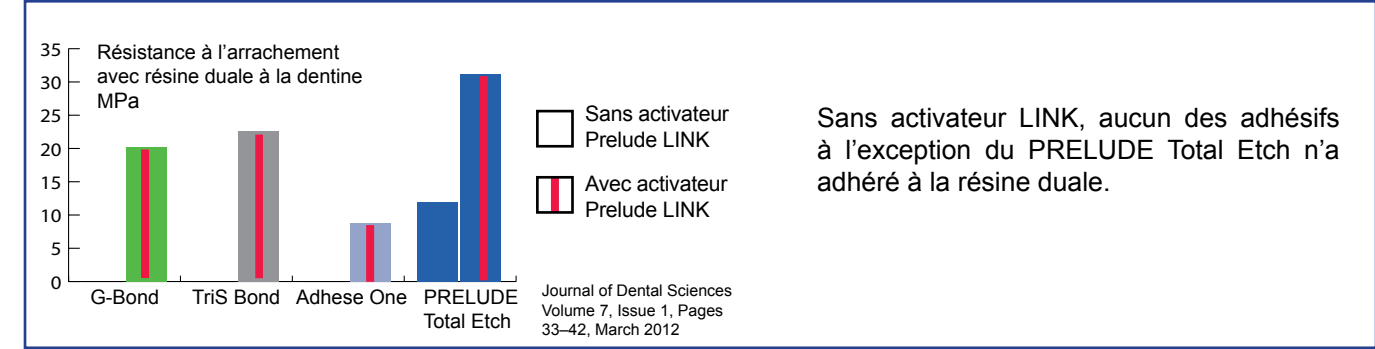 Résistance à l’arrachement
avec résine duale à la dentine
MPa
35
30
25
20
15
10
5
0
G-Bond
TriS Bond
Adhese One
PRELUDE
Total Etch
Sans activateur
Prelude LINK
Avec activateur
Prelude LINK
Journal of Dental Sciences
Volume 7, Issue 1, Pages
33–42, March 2012
Sans activateur LINK, aucun des adhésifs
à l’exception du PRELUDE Total Etch n’a
adhéré à la résine duale.